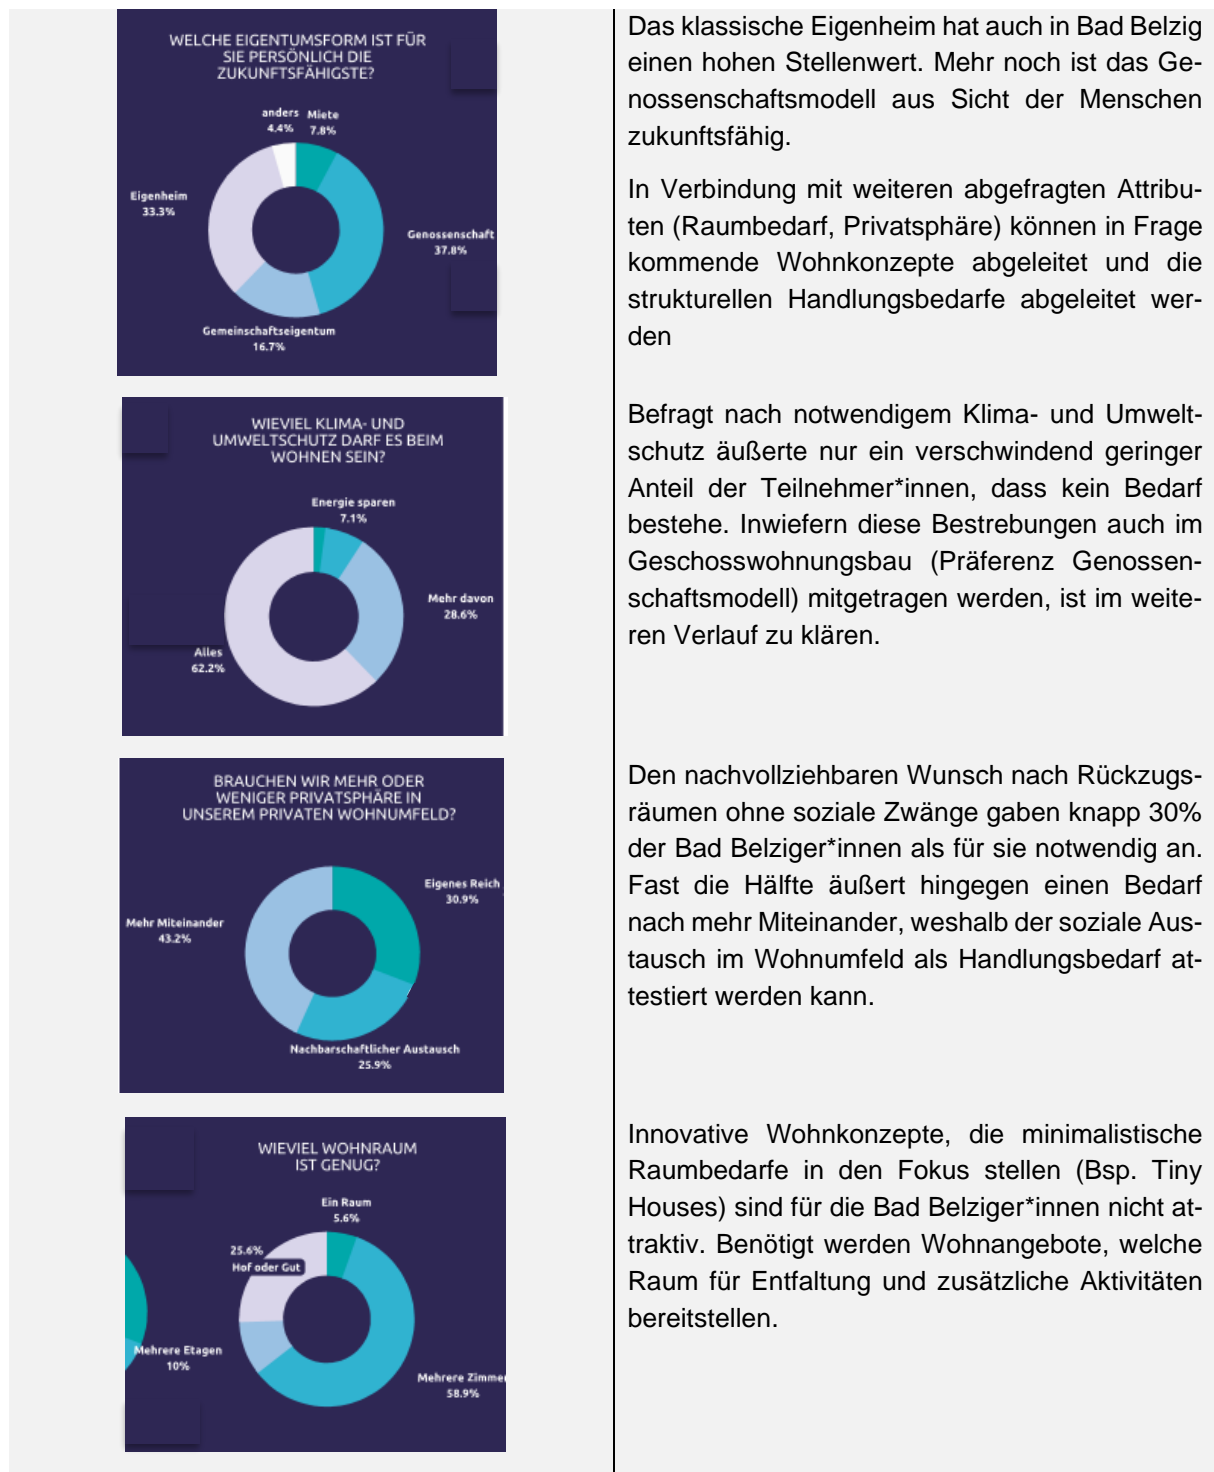 WELCHE EIGENTUMSFORM IST FÜR
SIE PERSÖNLICH DIE
ZUKUNFTSFÄHIGSTE?
anders
4.4%
Miete
7.8%
Eigenheim
33.3%
Genossenschaft
37.8%
Gemeinschaftseigentum
16.7%
Das klassische Eigenheim hat auch in Bad Belzig
einen hohen Stellenwert. Mehr noch ist das Ge-
nossenschaftsmodell aus Sicht der Menschen
zukunftsfähig.
In Verbindung mit weiteren abgefragten Attribu-
ten (Raumbedarf, Privatsphäre) können in Frage
kommende Wohnkonzepte abgeleitet und die
strukturellen Handlungsbedarfe abgeleitet wer-
den
WIEVIEL KLIMA- UND
UMWELTSCHUTZ DARF ES BEIM
WOHNEN SEIN?
Energie sparen
7.1%
Mehr davon
28.6%
Alles
62.2%
Befragt nach notwendigem Klima- und Umwelt-
schutz äußerte nur ein verschwindend geringer
Anteil der Teilnehmer*innen, dass kein Bedarf
bestehe. Inwiefern diese Bestrebungen auch im
Geschosswohnungsbau (Präferenz Genossen-
schaftsmodell) mitgetragen werden, ist im weite-
ren Verlauf zu klären.
BRAUCHEN WIR MEHR ODER
WENIGER PRIVATSPHÄRE IN
UNSEREM PRIVATEN WOHNUMFELD?
Eigenes Reich
30.9%
Mehr Miteinander
43.2%
Nachbarschaftlicher Austausch
25.9%
Den nachvollziehbaren Wunsch nach Rückzugs-
räumen ohne soziale Zwänge gaben knapp 30%
der Bad Belziger*innen als für sie notwendig an.
Fast die Hälfte äußert hingegen einen Bedarf
nach mehr Miteinander, weshalb der soziale Aus-
tausch im Wohnumfeld als Handlungsbedarf at-
testiert werden kann.
WIEVIEL WOHNRAUM
IST GENUG?
Ein Raum
5.6%
25.6%
Hof oder Gut
Mehrere Etagen
10%
Mehrere Zimmer
58.9%
Innovative Wohnkonzepte, die minimalistische
Raumbedarfe in den Fokus stellen (Bsp. Tiny
Houses) sind für die Bad Belziger*innen nicht at-
traktiv. Benötigt werden Wohnangebote, welche
Raum für Entfaltung und zusätzliche Aktivitäten
bereitstellen.